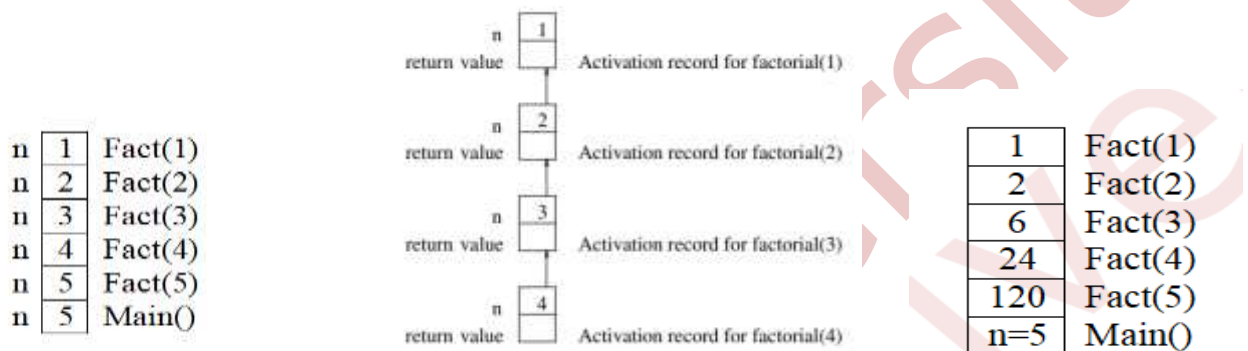 n 1 Fact(1)
n 2 Fact(2)
n 3 Fact(3)
n 4 Fact(4)
n 5 Fact(5)
n 5 Main()
n 1
return value Activation record for factorial(1)
n 2
return value Activation record for factorial(2)
n 3
return value Activation record for factorial(3)
n 4
return value Activation record for factorial(4)
1 Fact(1)
2 Fact(2)
6 Fact(3)
24 Fact(4)
120 Fact(5)
n=5 Main()